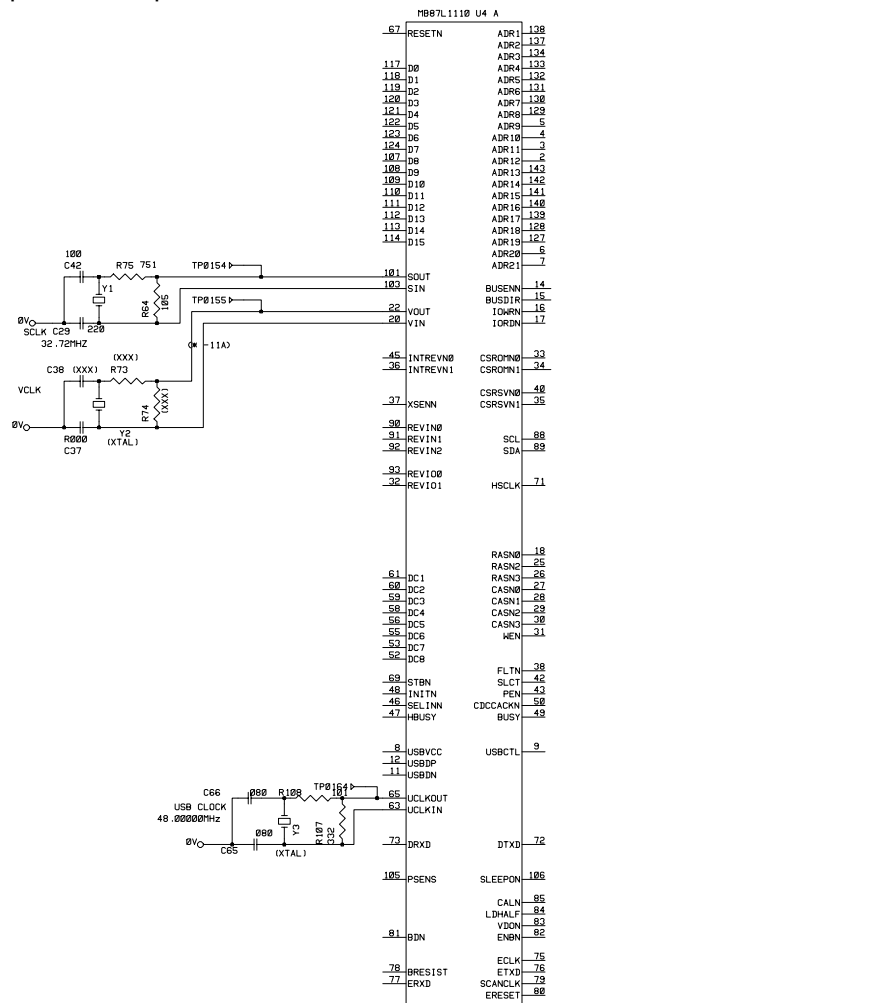 MB87L1110 U4 A
67 RESETN ADR1 138
ADR2 137
ADR3 134
117 D0 ADR4 133
118 D1 ADR5 132
119 D2 ADR6 131
120 D3 ADR7 130
121 D4 ADR8 129
122 D5 ADR9 5
123 D6 ADR10 4
124 D7 ADR11 3
107 D8 ADR12 2
108 D9 ADR13 143
109 D10 ADR14 142
110 D11 ADR15 141
111 D12 ADR16 140
112 D13 ADR17 139
113 D14 ADR18 128
114 D15 ADR19 127
ADR20 6
ADR21 7
100
C42 R75 751 TP0154
101 SOUT
103 SIN BUSENN 14
Y1 R64 105 TP0155 BUSDIR 15
22 VOUT IOWRN 16
20 VIN IORDN 17
0V
SCLK C29 220
32.72MHZ
(* -11A)
45 INTREVN0 CSROMN0 33
36 INTREVN1 CSROMN1 34
(XXX)
C38 (XXX) R73
VCLK
R74 (XXX)
CSRSVN0 40
37 XSENN CSRSVN1 35
0V
R000 Y2
C37 (XTAL)
90 REVIN0
91 REVIN1 SCL 88
92 REVIN2 SDA 89
93 REVIO0
32 REVIO1 HSCLK 71
RASN0 18
RASN2 25
61 DC1 RASN3 26
60 DC2 CASN0 27
59 DC3 CASN1 28
58 DC4 CASN2 29
56 DC5 CASN3 30
55 DC6 WEN 31
53 DC7
52 DC8
FLTN 38
69 STBN SLCT 42
48 INITN PEN 43
46 SELINN CDCCACKN 50
47 HBUSY BUSY 49
8 USBVCC USBCTL 9
12 USBDP
11 USBDN
C66 080 R108 101 TP0164
65 UCLKOUT
63 UCLKIN
USB CLOCK
48.00000MHz
080 Y3 R107 332
0V
C65 (XTAL)
73 DRXD DTXD 72
105 PSENS SLEEPON 106
CALN 85
LDHALF 84
VDON 83
81 BDN ENBN 82
ECLK 75
78 BRESIST ETXD 76
77 ERXD SCANCLK 79
ERESET 80